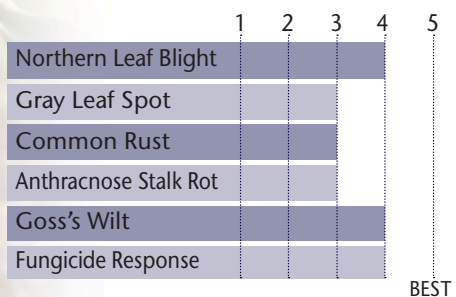 1 2 3 4 5
Northern Leaf Blight
Gray Leaf Spot
Common Rust
Anthracnose Stalk Rot
Goss's Wilt
Fungicide Response
BEST